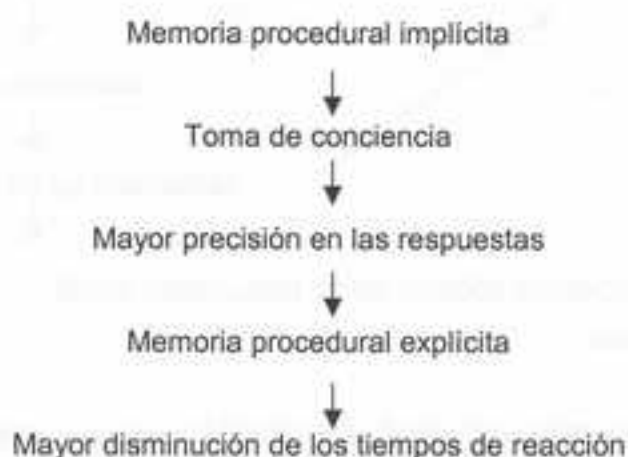 Memoria procedural implícita
Toma de conciencia
Mayor precisión en las respuestas
Memoria procedural explícita
Mayor disminución de los tiempos de reacción